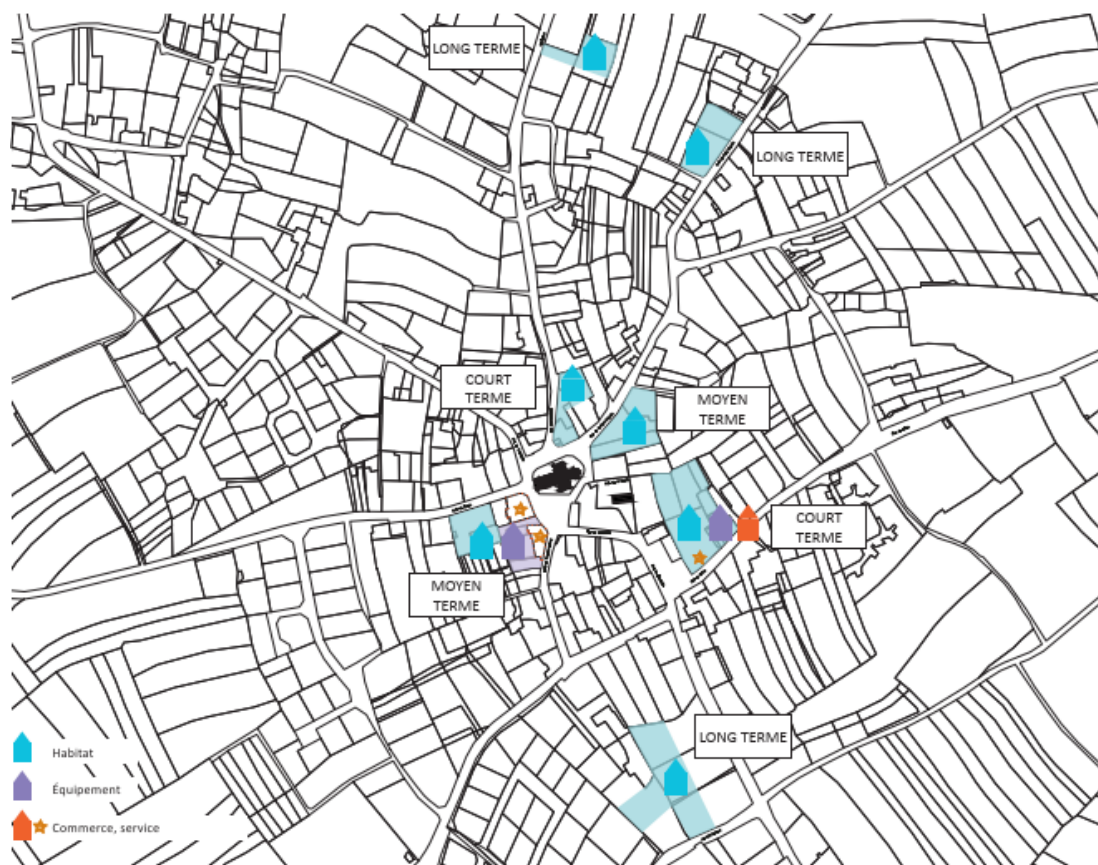 LONG TERME
LONG TERME
COURT
TERME
MOYEN
TERME
COURT
TERME
MOYEN
TERME
LONG TERME
Habitat
Équipement
Commerce, service